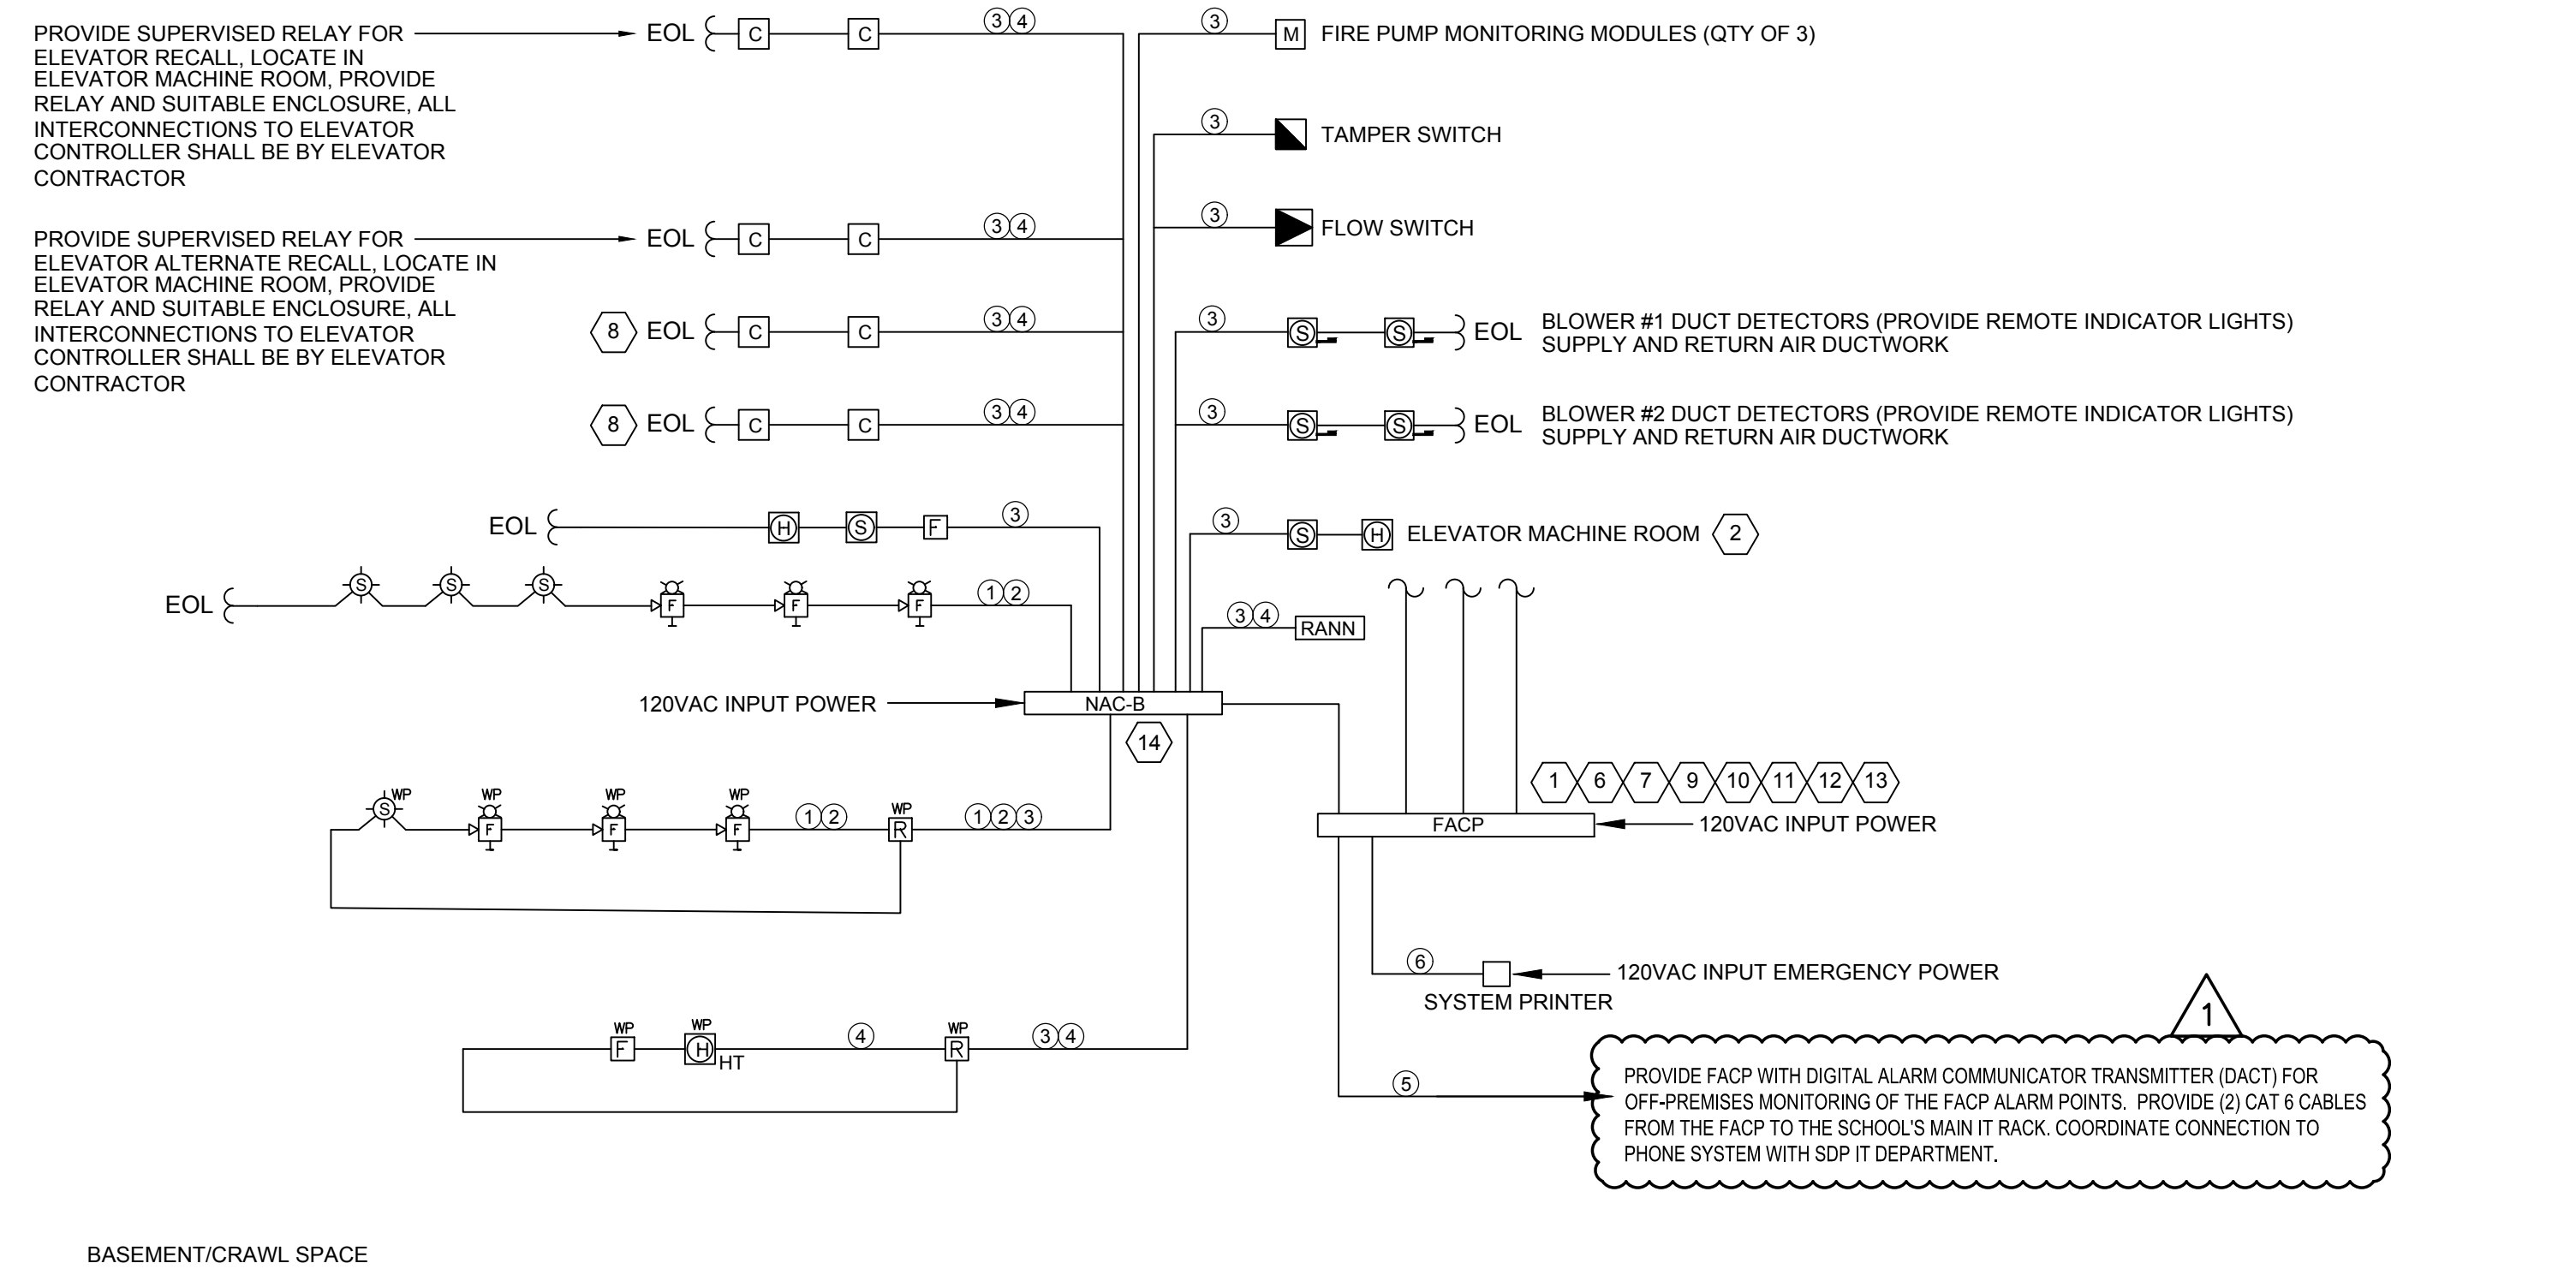 PROVIDE SUPERVISED RELAY FOR
ELEVATOR RECALL, LOCATE IN
ELEVATOR MACHINE ROOM, PROVIDE
RELAY AND SUITABLE ENCLOSURE, ALL
INTERCONNECTIONS TO ELEVATOR
CONTROLLER SHALL BE BY ELEVATOR
CONTRACTOR
EOL C C 3 4
3 M FIRE PUMP MONITORING MODULES (QTY OF 3)
3 TAMPER SWITCH
PROVIDE SUPERVISED RELAY FOR
ELEVATOR ALTERNATE RECALL, LOCATE IN
ELEVATOR MACHINE ROOM, PROVIDE
RELAY AND SUITABLE ENCLOSURE, ALL
INTERCONNECTIONS TO ELEVATOR
CONTROLLER SHALL BE BY ELEVATOR
CONTRACTOR
EOL C C 3 4
3 FLOW SWITCH
8 EOL C C 3 4
3 S S EOL
BLOWER #1 DUCT DETECTORS (PROVIDE REMOTE INDICATOR LIGHTS)
SUPPLY AND RETURN AIR DUCTWORK
8 EOL C C 3 4
3 S S EOL
BLOWER #2 DUCT DETECTORS (PROVIDE REMOTE INDICATOR LIGHTS)
SUPPLY AND RETURN AIR DUCTWORK
EOL H S F 3
3 S H ELEVATOR MACHINE ROOM 2
EOL S S S F F F 1 2
3 4 RANN
120VAC INPUT POWER NAC-B
14
1 6 7 9 10 11 12 13
FACP 120VAC INPUT POWER
WP WP WP WP WP
S F F F 1 2 R 1 2 3
6 120VAC INPUT EMERGENCY POWER
SYSTEM PRINTER
WP WP WP
F H HT 4 R 3 4
1
5
PROVIDE FACP WITH DIGITAL ALARM COMMUNICATOR TRANSMITTER (DACT) FOR
OFF-PREMISES MONITORING OF THE FACP ALARM POINTS. PROVIDE (2) CAT 6 CABLES
FROM THE FACP TO THE SCHOOL'S MAIN IT RACK. COORDINATE CONNECTION TO
PHONE SYSTEM WITH SDP IT DEPARTMENT.
BASEMENT/CRAWL SPACE